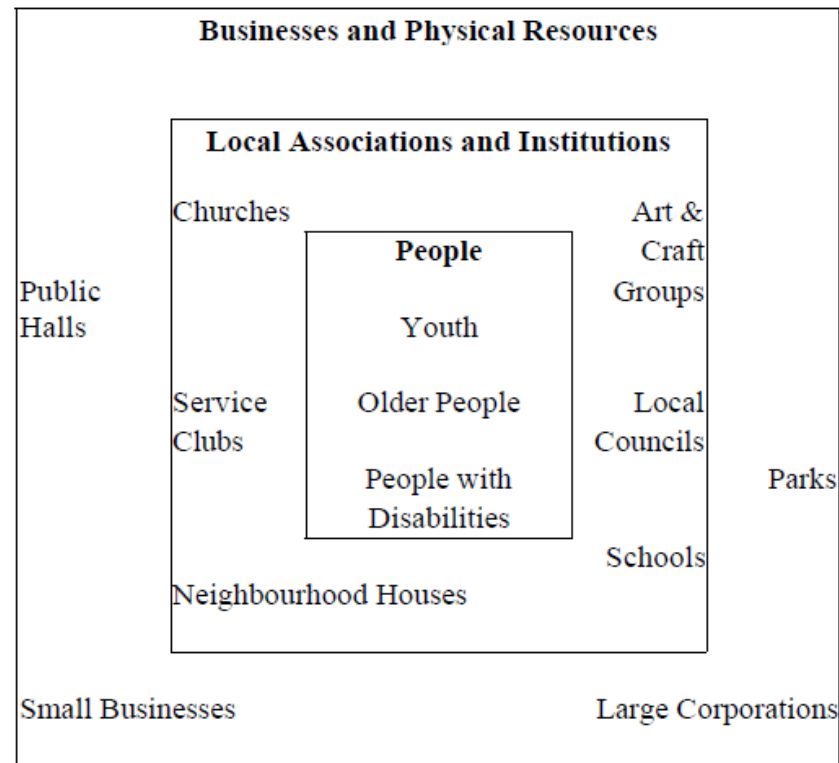 Businesses and Physical Resources
Local Associations and Institutions
Churches
Art &
Craft
Groups
People
Public
Halls
Youth
Service
Clubs
Older People
Local
Councils
People with
Disabilities
Parks
Schools
Neighbourhood Houses
Small Businesses
Large Corporations